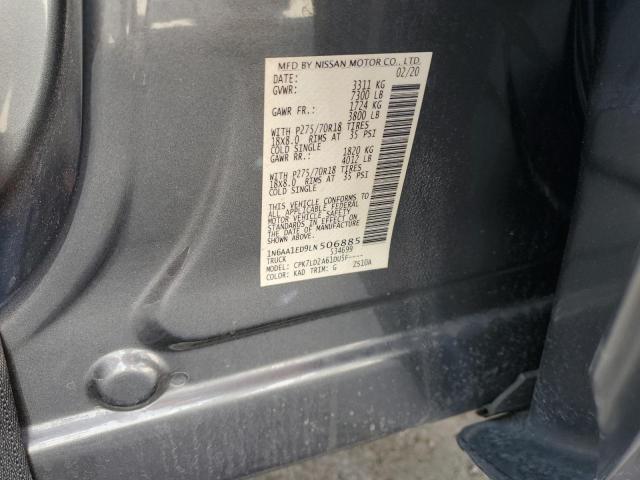 MFD BY NISSAN MOTOR CO., LTD.
DATE: 02/20
GVWR: 3311 KG
7300 LB
GAWR FR.: 1724 KG
3800 LB
WITH P275/70R18 TIRES
18X8.0 RIMS AT 35 PSI
COLD SINGLE
GAWR RR.: 1820 KG
4012 LB
WITH P275/70R18 TIRES
18X8.0 RIMS AT 35 PSI
COLD SINGLE
THIS VEHICLE CONFORMS TO
ALL APPLICABLE FEDERAL
MOTOR VEHICLE SAFETY
STANDARDS IN EFFECT ON
THE DATE OF MANUFACTURE
SHOWN ABOVE.
1N6AA1ED9LN506885
TRUCK 534699
MODEL: CPK7LD2A61DU5F----
COLOR: KAD TRIM: G ZS10A